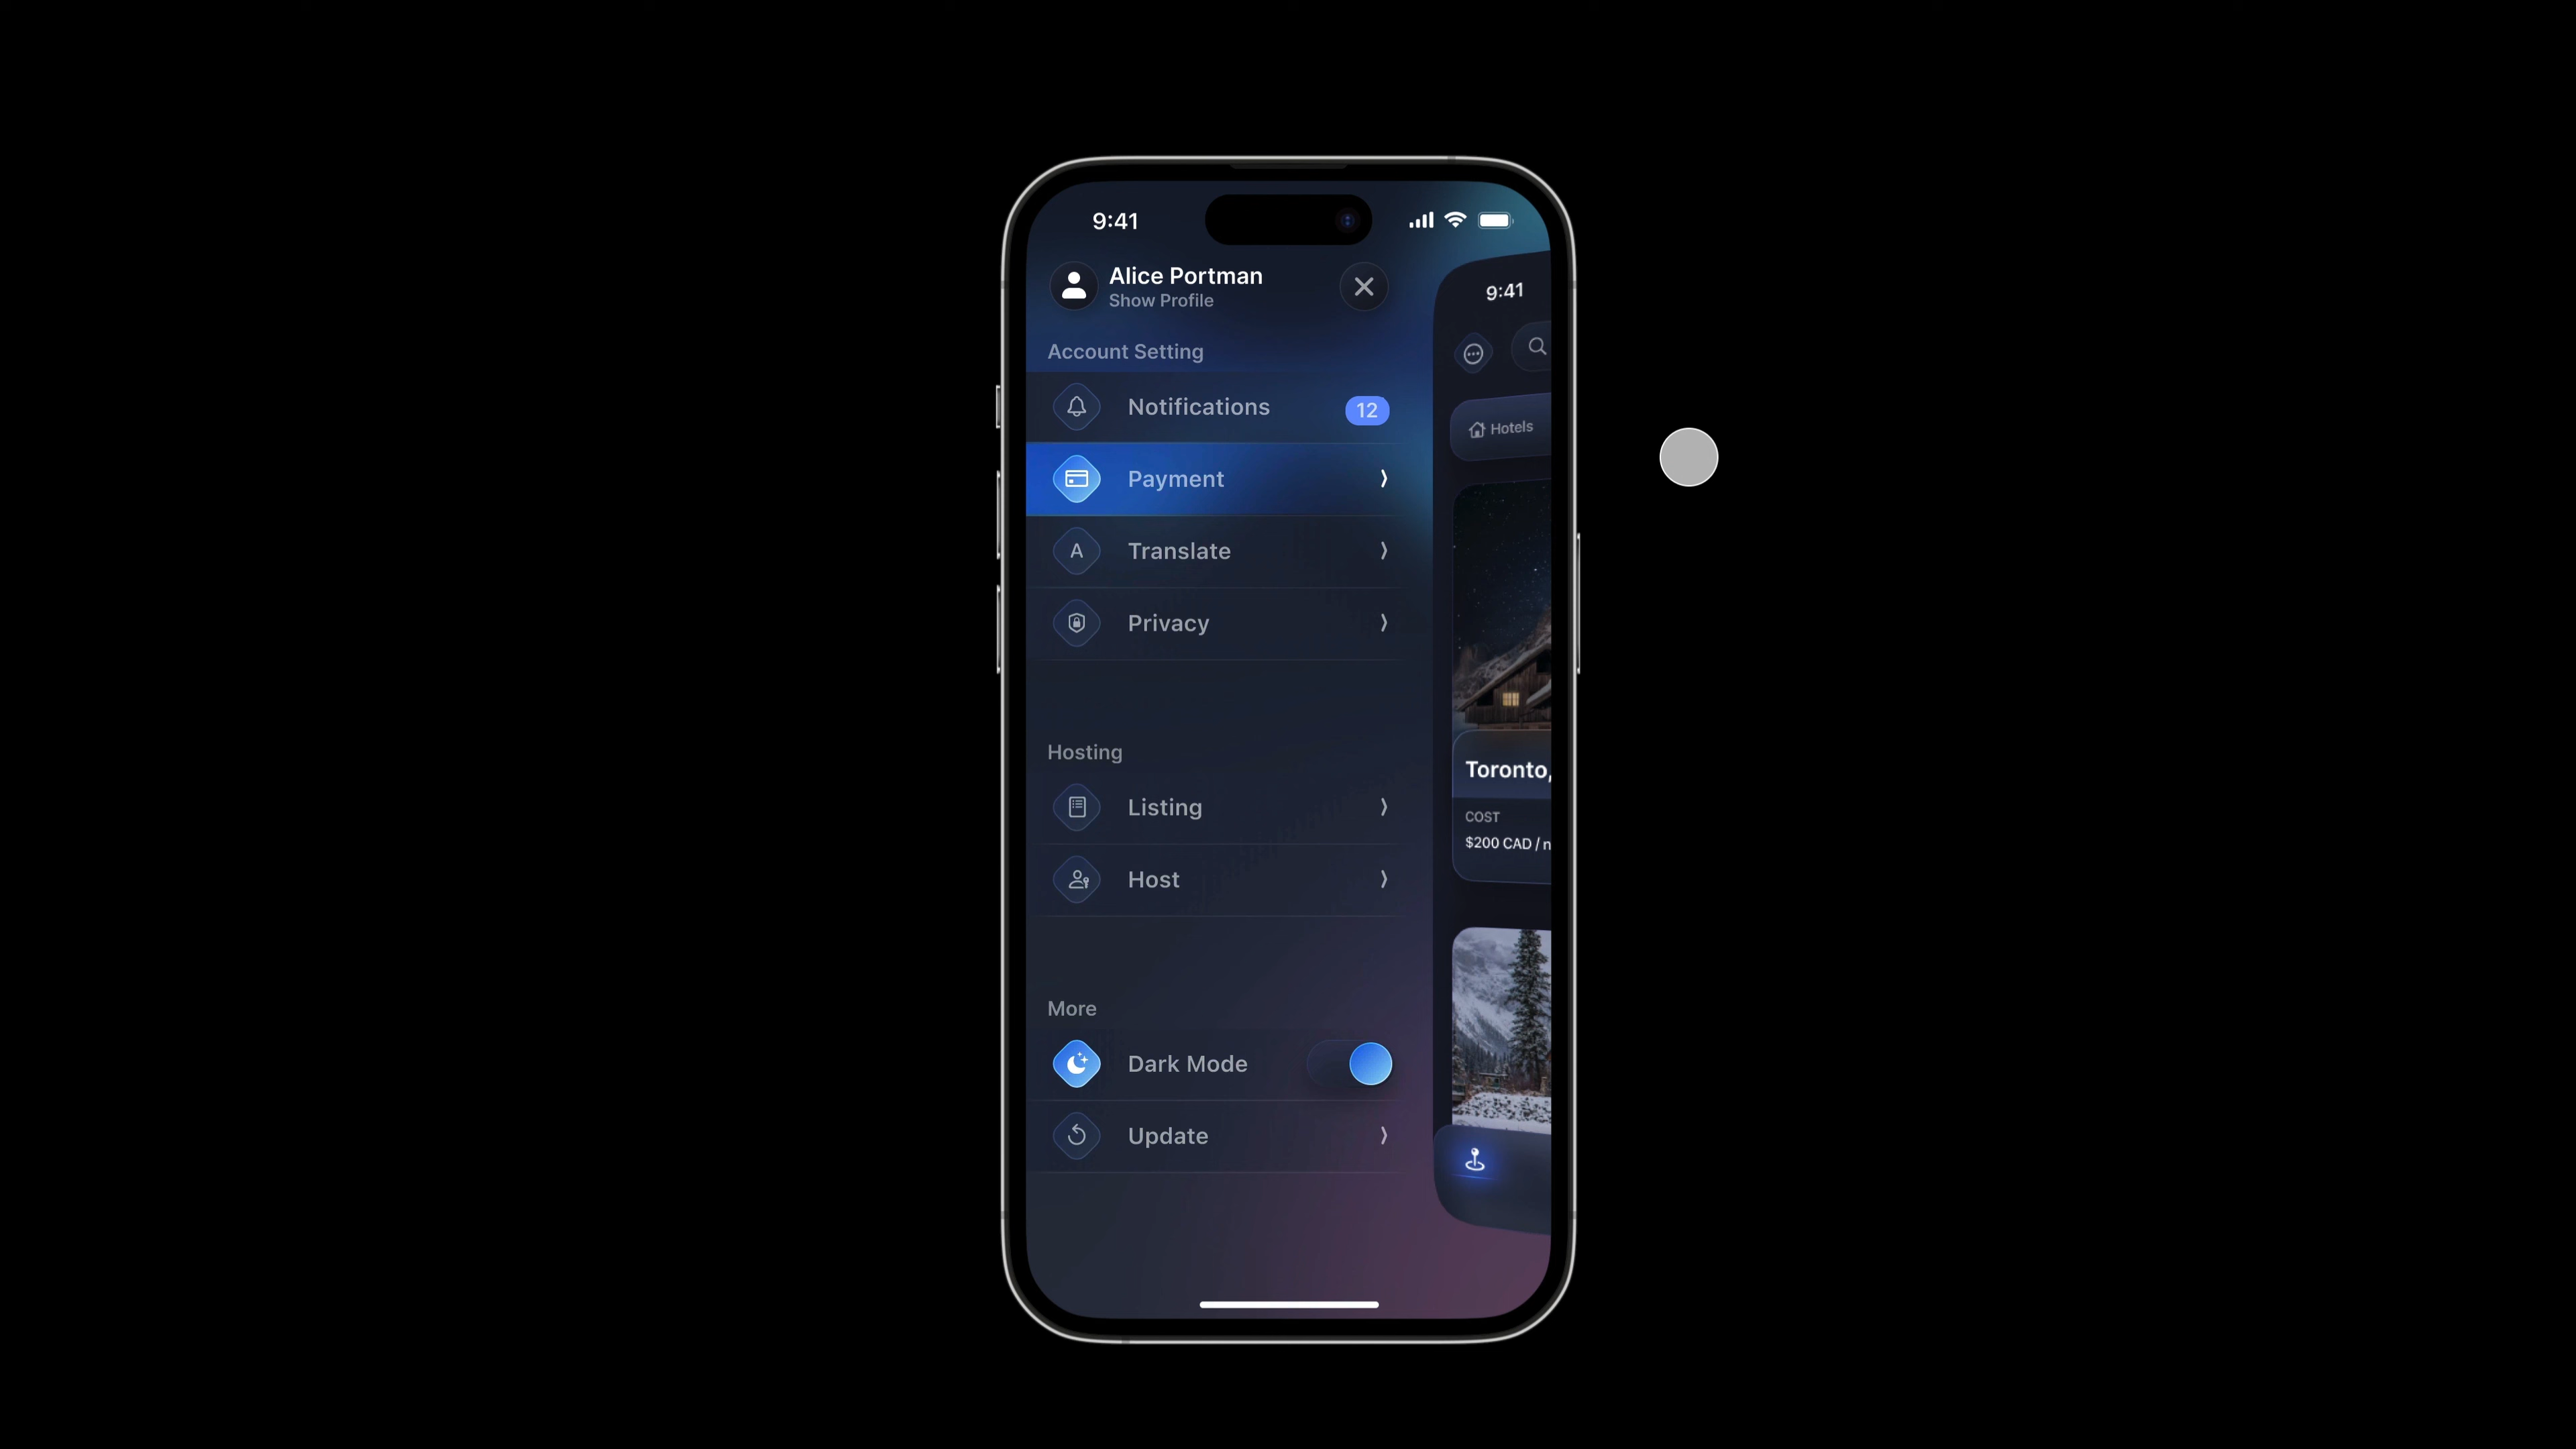 9:41
Alice Portman
Show Profile
Account Setting
Notifications
12
Payment
A
Translate
Privacy
Hosting
Listing
Host
More
Dark Mode
Update
9:41
Hotels
Toronto,
COST
$200 CAD / n